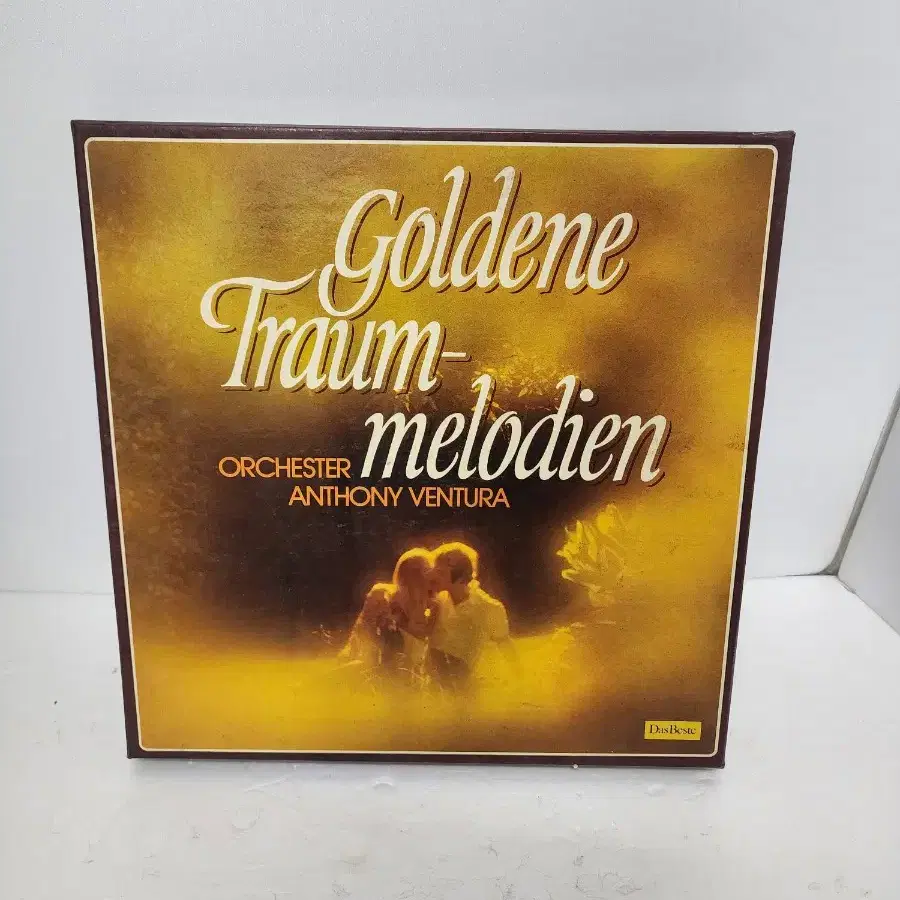 Goldene
Traum-
melodien
ORCHESTER
ANTHONY VENTURA
Das Beste